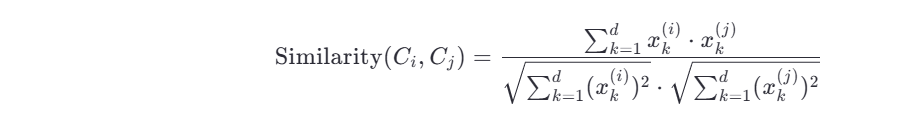 $$\text{Similarity}(C_i, C_j) = \frac{\sum_{k=1}^{d} x_k^{(i)} \cdot x_k^{(j)}}{\sqrt{\sum_{k=1}^{d} (x_k^{(i)})^2} \cdot \sqrt{\sum_{k=1}^{d} (x_k^{(j)})^2}}$$